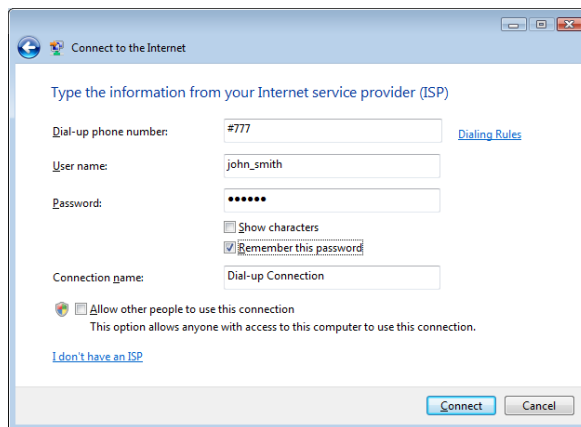 Connect to the Internet
Type the information from your Internet service provider (ISP)
Dial-up phone number: #777 Dialing Rules
User name: john_smith
Password: ●●●●●●
Show characters
Remember this password
Connection name: Dial-up Connection
Allow other people to use this connection
This option allows anyone with access to this computer to use this connection.
I don't have an ISP
Connect Cancel